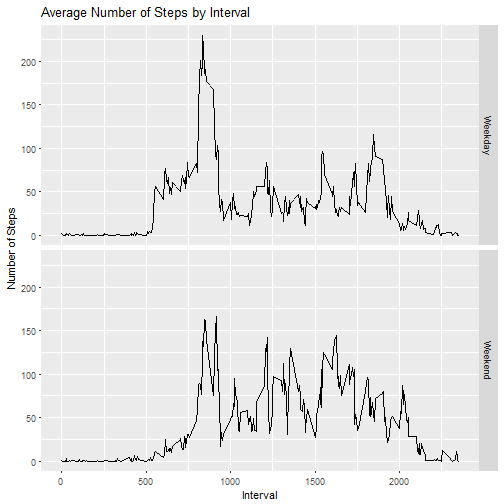 Average Number of Steps by Interval
Number of Steps
200
150
100
50
0
Weekday
200
150
100
50
0
Weekend
0 500 1000 1500 2000
Interval